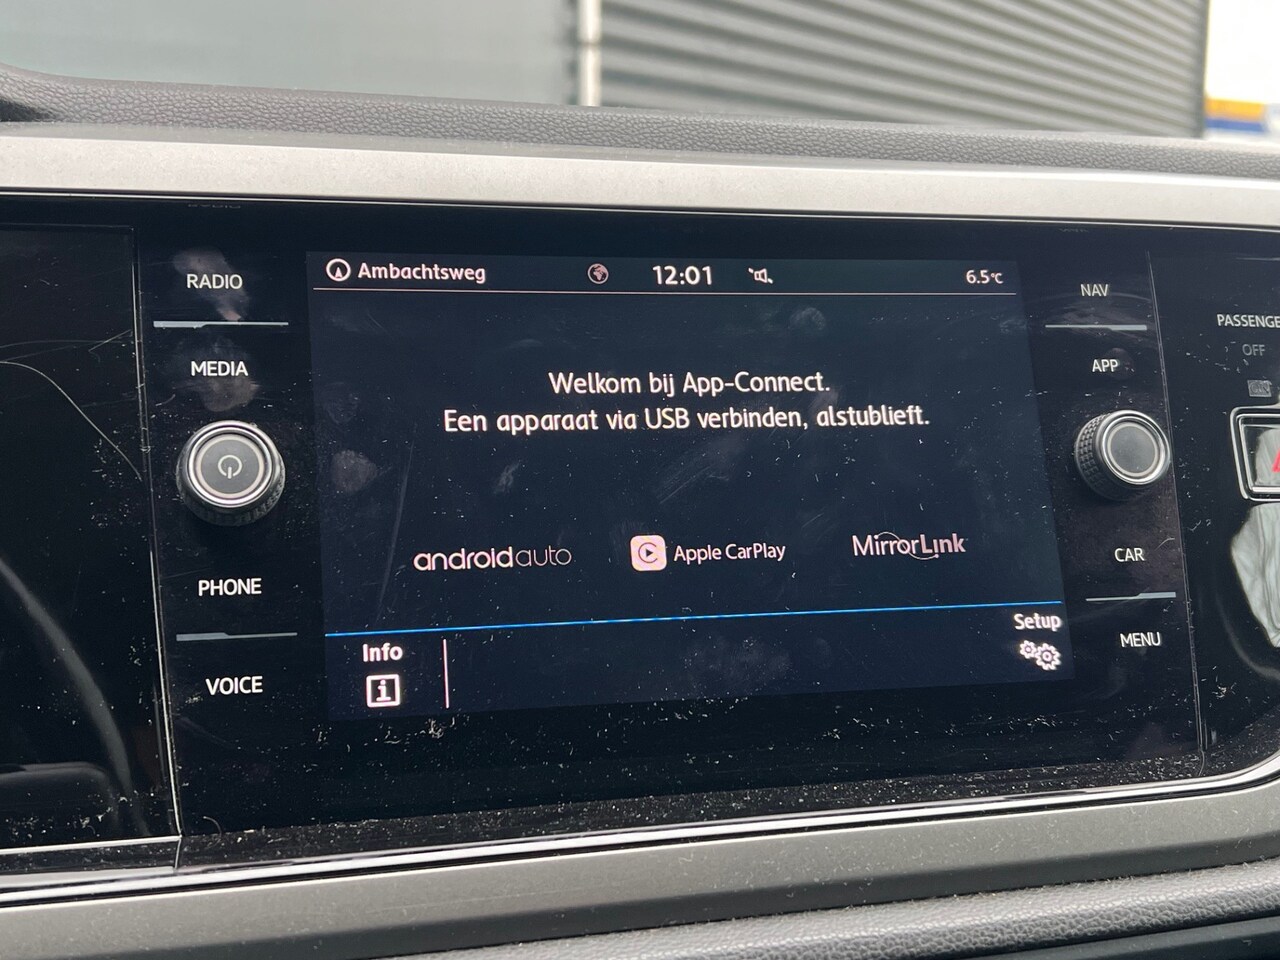 RADIO
MEDIA
PHONE
VOICE
Ambachtsweg 12:01 6.5°C
Welkom bij App-Connect.
Een apparaat via USB verbinden, alstublieft.
androidauto Apple CarPlay MirrorLink
Info
Setup
NAV
APP
CAR
MENU
PASSENGE
OFF